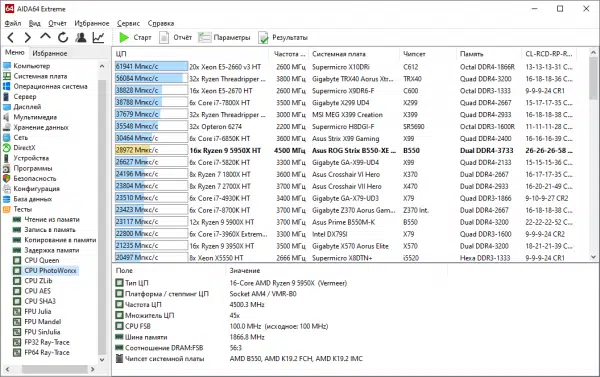 AIDA64 Extreme
Файл Вид Отчёт Избранное Сервис Справка
Старт Отчёт Параметры Результаты
Меню Избранное
Компьютер
Системная плата
Операционная система
Сервер
Дисплей
Мультимедиа
Хранение данных
Сеть
DirectX
Устройства
Программы
Безопасность
Конфигурация
База данных
Тесты
Чтение из памяти
Запись в память
Копирование в памяти
Задержка памяти
CPU Queen
CPU PhotoWorxx
CPU ZLib
CPU AES
CPU SHA3
FPU Julia
FPU Mandel
FPU SinJulia
FP32 Ray-Trace
FP64 Ray-Trace
ЦП Частота ... Системная плата Чипсет Память CL-RCD-RP-R...
61941 Мпкс/с 20x Xeon E5-2660 v3 HT 2600 МГц Supermicro X10DRi C612 Octal DDR4-1866R 13-13-13-31 C...
56084 Мпкс/с 32x Ryzen Threadripper ... 3800 МГц Gigabyte TRX40 Aorus Xtr... TRX40 Quad DDR4-3200 16-18-18-36 C...
38828 Мпкс/с 16x Xeon E5-2670 HT 2600 МГц Supermicro X9DR6-F C600 Octal DDR3-1333 9-9-9-24 CR1
38788 Мпкс/с 6x Core i7-7800X HT 3500 МГц Gigabyte X299 UD4 X299 Quad DDR4-2667 15-17-17-35 C...
37679 Мпкс/с 32x Ryzen Threadripper ... 3000 МГц MSI MEG X399 Creation X399 Quad DDR4-2933 16-19-19-38 C...
35548 Мпкс/с 32x Opteron 6274 2200 МГц Supermicro H8DGI-F SR5690 Octal DDR3-1600R 11-11-11-28 C...
30464 Мпкс/с 6x Core i7-6850K HT 3600 МГц Asus Strix X99 Gaming X99 Quad DDR4-2400 16-16-16-39 C...
28972 Мпкс/с 16x Ryzen 9 5950X HT 4500 МГц Asus ROG Strix B550-XE ... B550 Dual DDR4-3733 26-26-26-58 ...
26627 Мпкс/с 6x Core i7-5820K HT 3300 МГц Gigabyte GA-X99-UD4 X99 Quad DDR4-2133 15-15-15-36 C...
24196 Мпкс/с 8x Ryzen 7 1800X HT 3600 МГц Asus Crosshair VI Hero X370 Dual DDR4-2667 16-17-17-35 C...
23804 Мпкс/с 8x Ryzen 7 2700X HT 3700 МГц Asus Crosshair VII Hero X470 Dual DDR4-2933 16-20-21-49 C...
23510 Мпкс/с 6x Core i7-4930K HT 3400 МГц Gigabyte GA-X79-UD3 X79 Quad DDR3-1866 9-10-9-27 CR2
23423 Мпкс/с 6x Core i7-8700K HT 3700 МГц Gigabyte Z370 Aorus Gam... Z370 Int. Dual DDR4-2667 16-18-18-38 C...
23117 Мпкс/с 12x Ryzen 9 5900X HT 3700 МГц Asus Prime B550M-K B550 Dual DDR4-3200 22-22-22-52 C...
22800 Мпкс/с 6x Core i7-3960X Extrem... 3300 МГц Intel DX79SI X79 Quad DDR3-1600 9-9-9-24 CR2
21235 Мпкс/с 16x Ryzen 9 3950X HT 3500 МГц Gigabyte X570 Aorus Elite X570 Dual DDR4-3200 18-21-21-39 C...
20497 Мпкс/с 8x Xeon X5550 HT 2666 МГц Supermicro X8DTN+ i5520 Hexa DDR3-1333 9-9-9-24 CR1
Поле Значение
Тип ЦП 16-Core AMD Ryzen 9 5950X (Vermeer)
Платформа / степпинг ЦП Socket AM4 / VMR-B0
Частота ЦП 4500.3 МГц
Множитель ЦП 45x
CPU FSB 100.0 МГц (исходное: 100 МГц)
Шина памяти 1866.8 МГц
Соотношение DRAM:FSB 56:3
Чипсет системной платы AMD B550, AMD K19.2 FCH, AMD K19.2 IMC